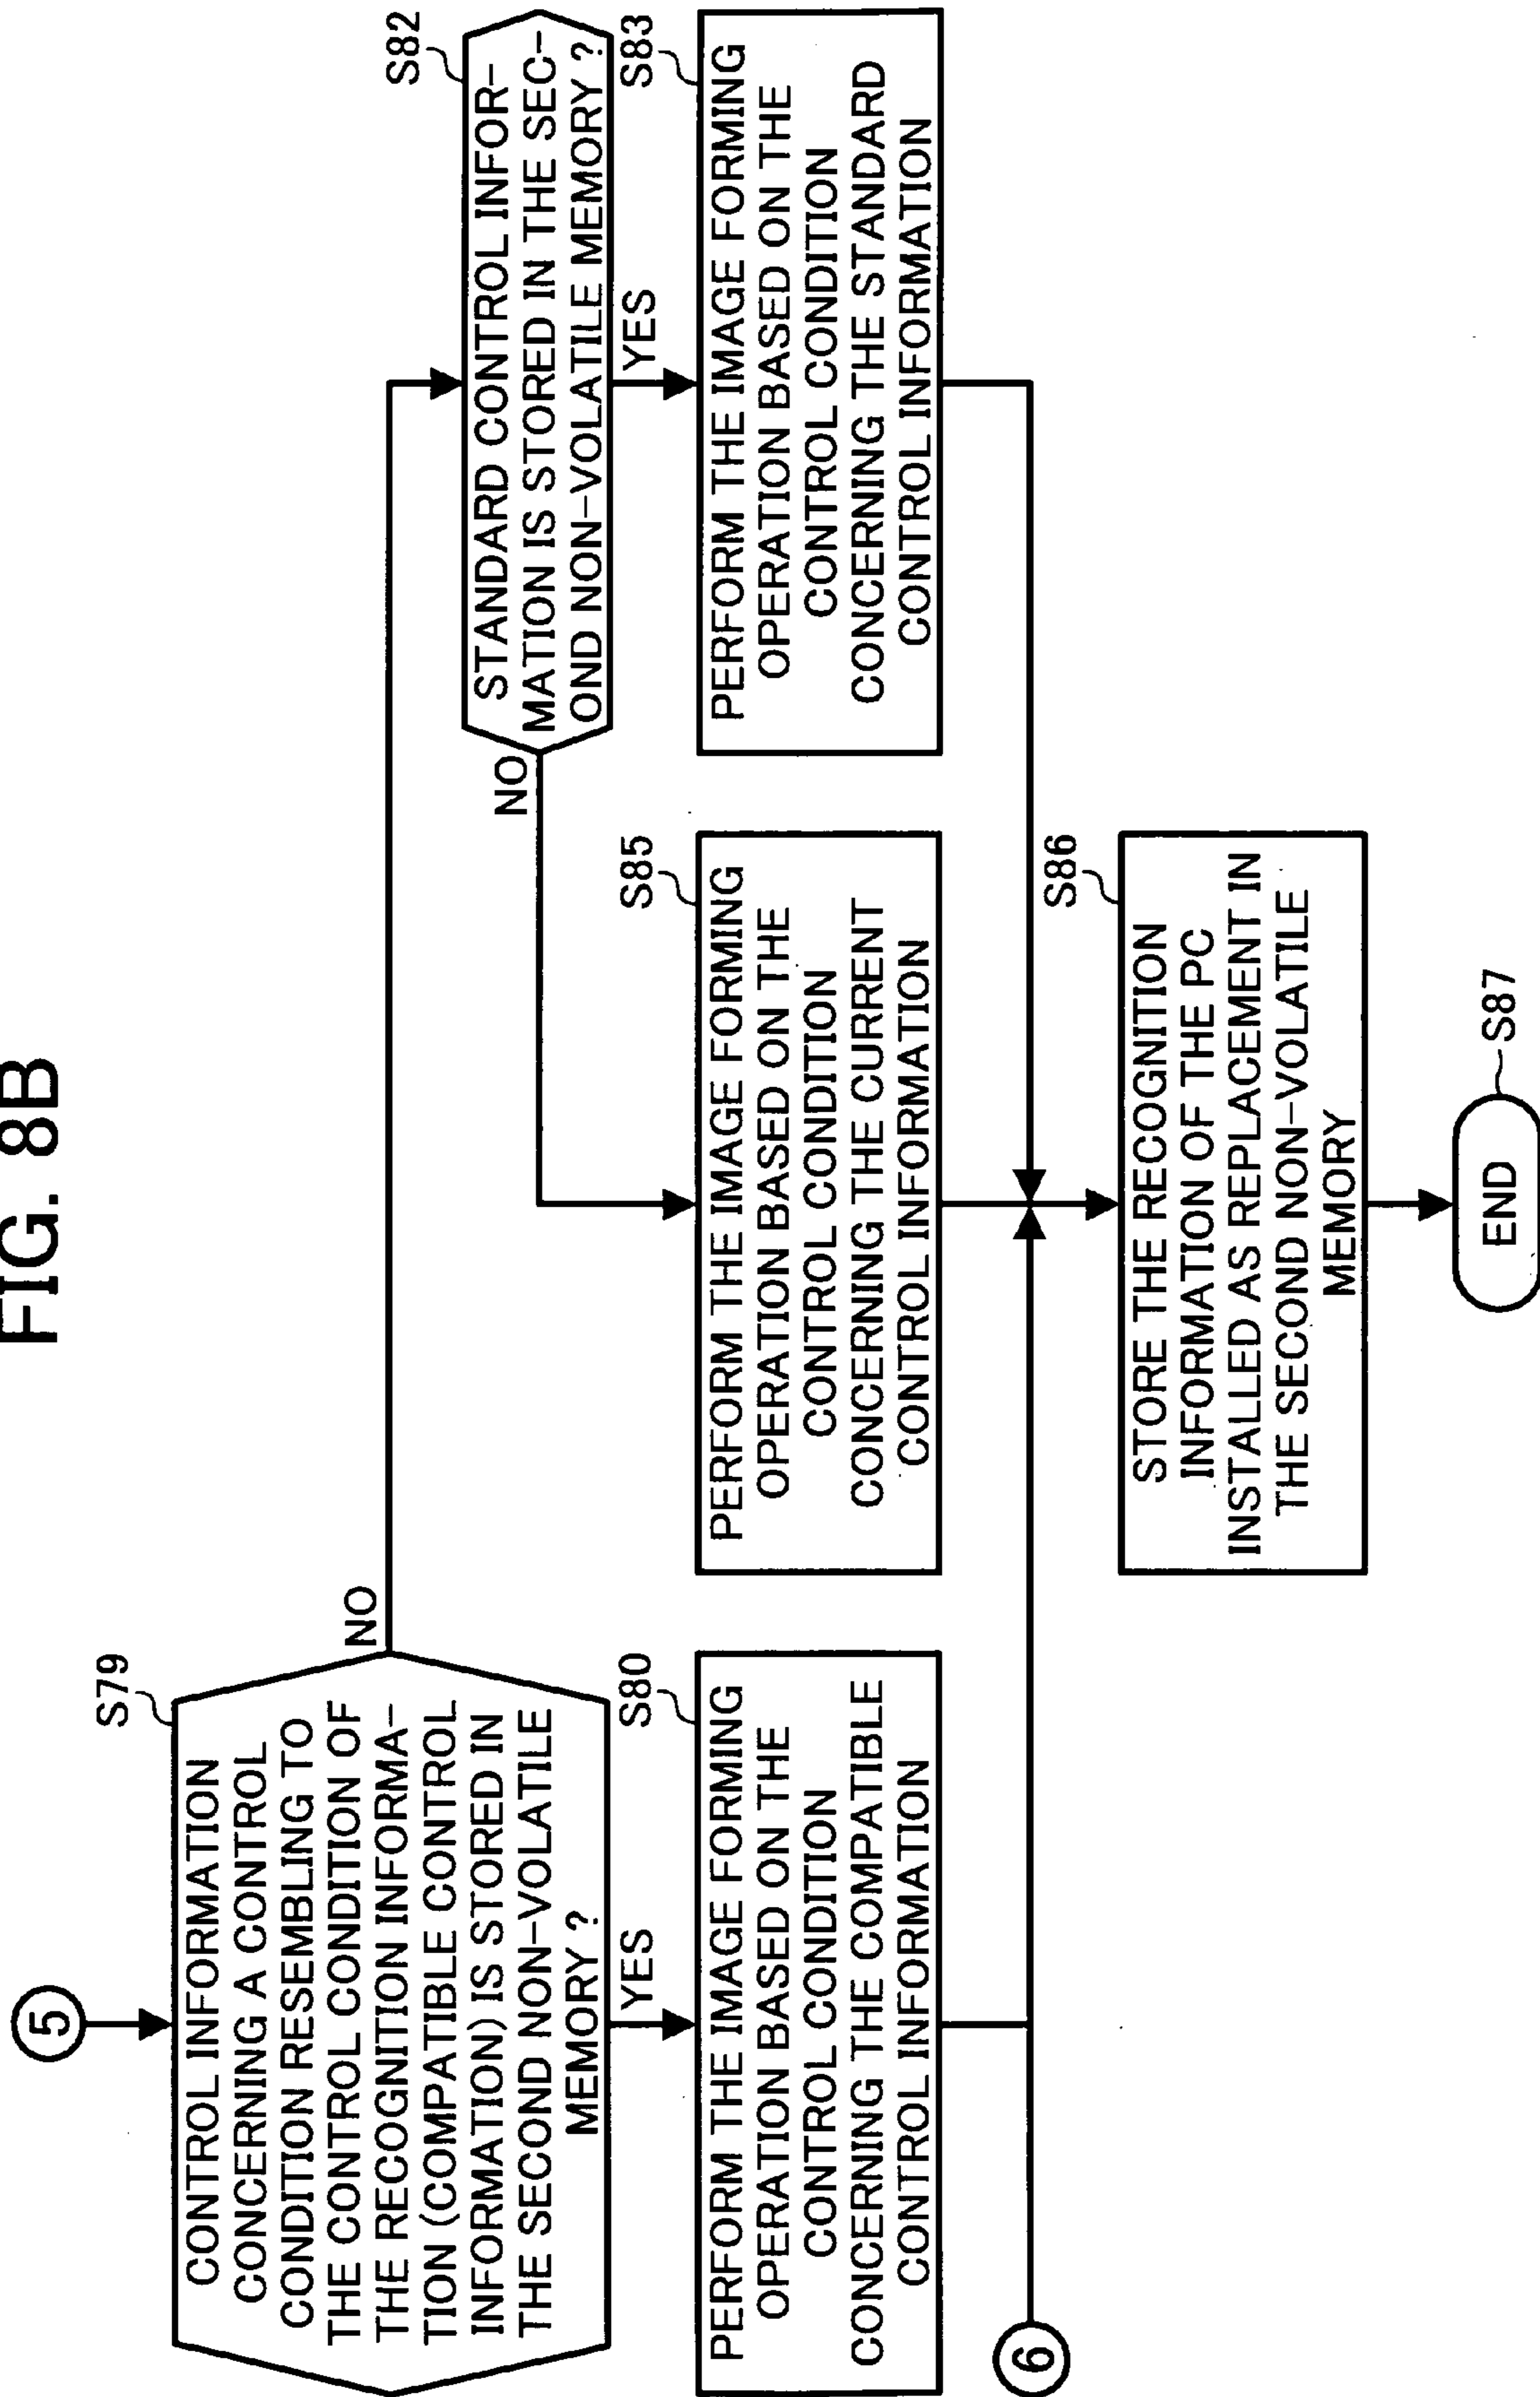 FIG. 8B
5
S79
CONTROL INFORMATION
CONCERNING A CONTROL
CONDITION RESEMBLING TO
THE CONTROL CONDITION OF
THE RECOGNITION INFORMA-
TION (COMPATIBLE CONTROL
INFORMATION) IS STORED IN
THE SECOND NON-VOLATILE
MEMORY ?
NO
YES
S80
PERFORM THE IMAGE FORMING
OPERATION BASED ON THE
CONTROL CONDITION
CONCERNING THE COMPATIBLE
CONTROL INFORMATION
6
S82
STANDARD CONTROL INFOR-
MATION IS STORED IN THE SEC-
OND NON-VOLATILE MEMORY ?
NO
YES
S85
PERFORM THE IMAGE FORMING
OPERATION BASED ON THE
CONTROL CONDITION
CONCERNING THE CURRENT
CONTROL INFORMATION
S83
PERFORM THE IMAGE FORMING
OPERATION BASED ON THE
CONTROL CONDITION
CONCERNING THE STANDARD
CONTROL INFORMATION
S86
STORE THE RECOGNITION
INFORMATION OF THE PC
INSTALLED AS REPLACEMENT IN
THE SECOND NON-VOLATILE
MEMORY
END
S87